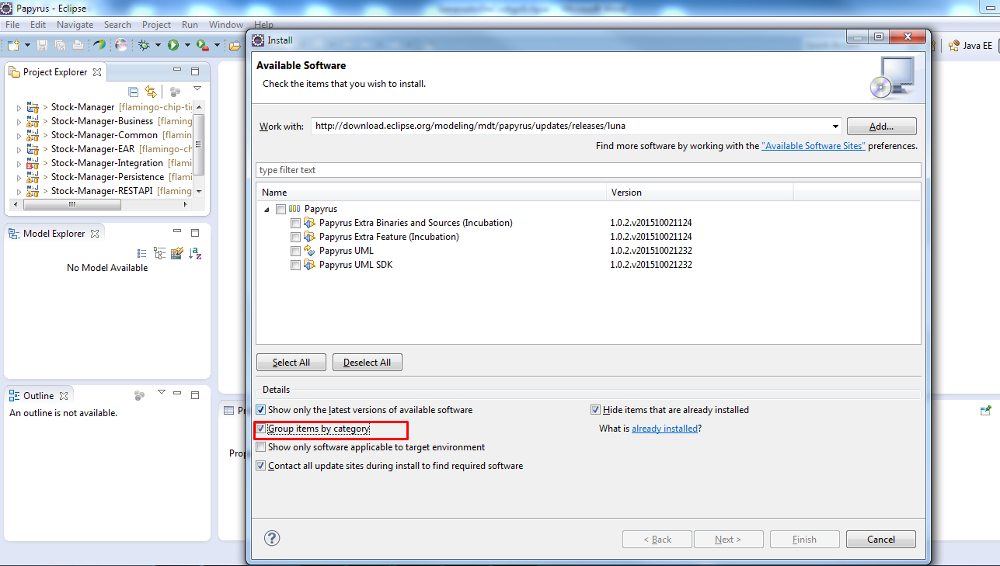 Papyrus - Eclipse
File Edit Navigate Search Project Run Window Help
Java EE
Project Explorer
> Stock-Manager [flamingo-chip-ti
> Stock-Manager-Business [flaming
> Stock-Manager-Common [flaming
> Stock-Manager-EAR [flamingo-ch
> Stock-Manager-Integration [flami
> Stock-Manager-Persistence [flami
> Stock-Manager-RESTAPI [flamingo
Model Explorer
No Model Available
Outline
An outline is not available.
Pr
Prop
Install
Available Software
Check the items that you wish to install.
Work with: http://download.eclipse.org/modeling/mdt/papyrus/updates/releases/luna Add...
Find more software by working with the "Available Software Sites" preferences.
type filter text
Name Version
Papyrus
Papyrus Extra Binaries and Sources (Incubation) 1.0.2.v201510021124
Papyrus Extra Feature (Incubation) 1.0.2.v201510021124
Papyrus UML 1.0.2.v201510021232
Papyrus UML SDK 1.0.2.v201510021232
Select All Deselect All
Details
Show only the latest versions of available software Hide items that are already installed
Group items by category What is already installed?
Show only software applicable to target environment
Contact all update sites during install to find required software
? < Back Next > Finish Cancel